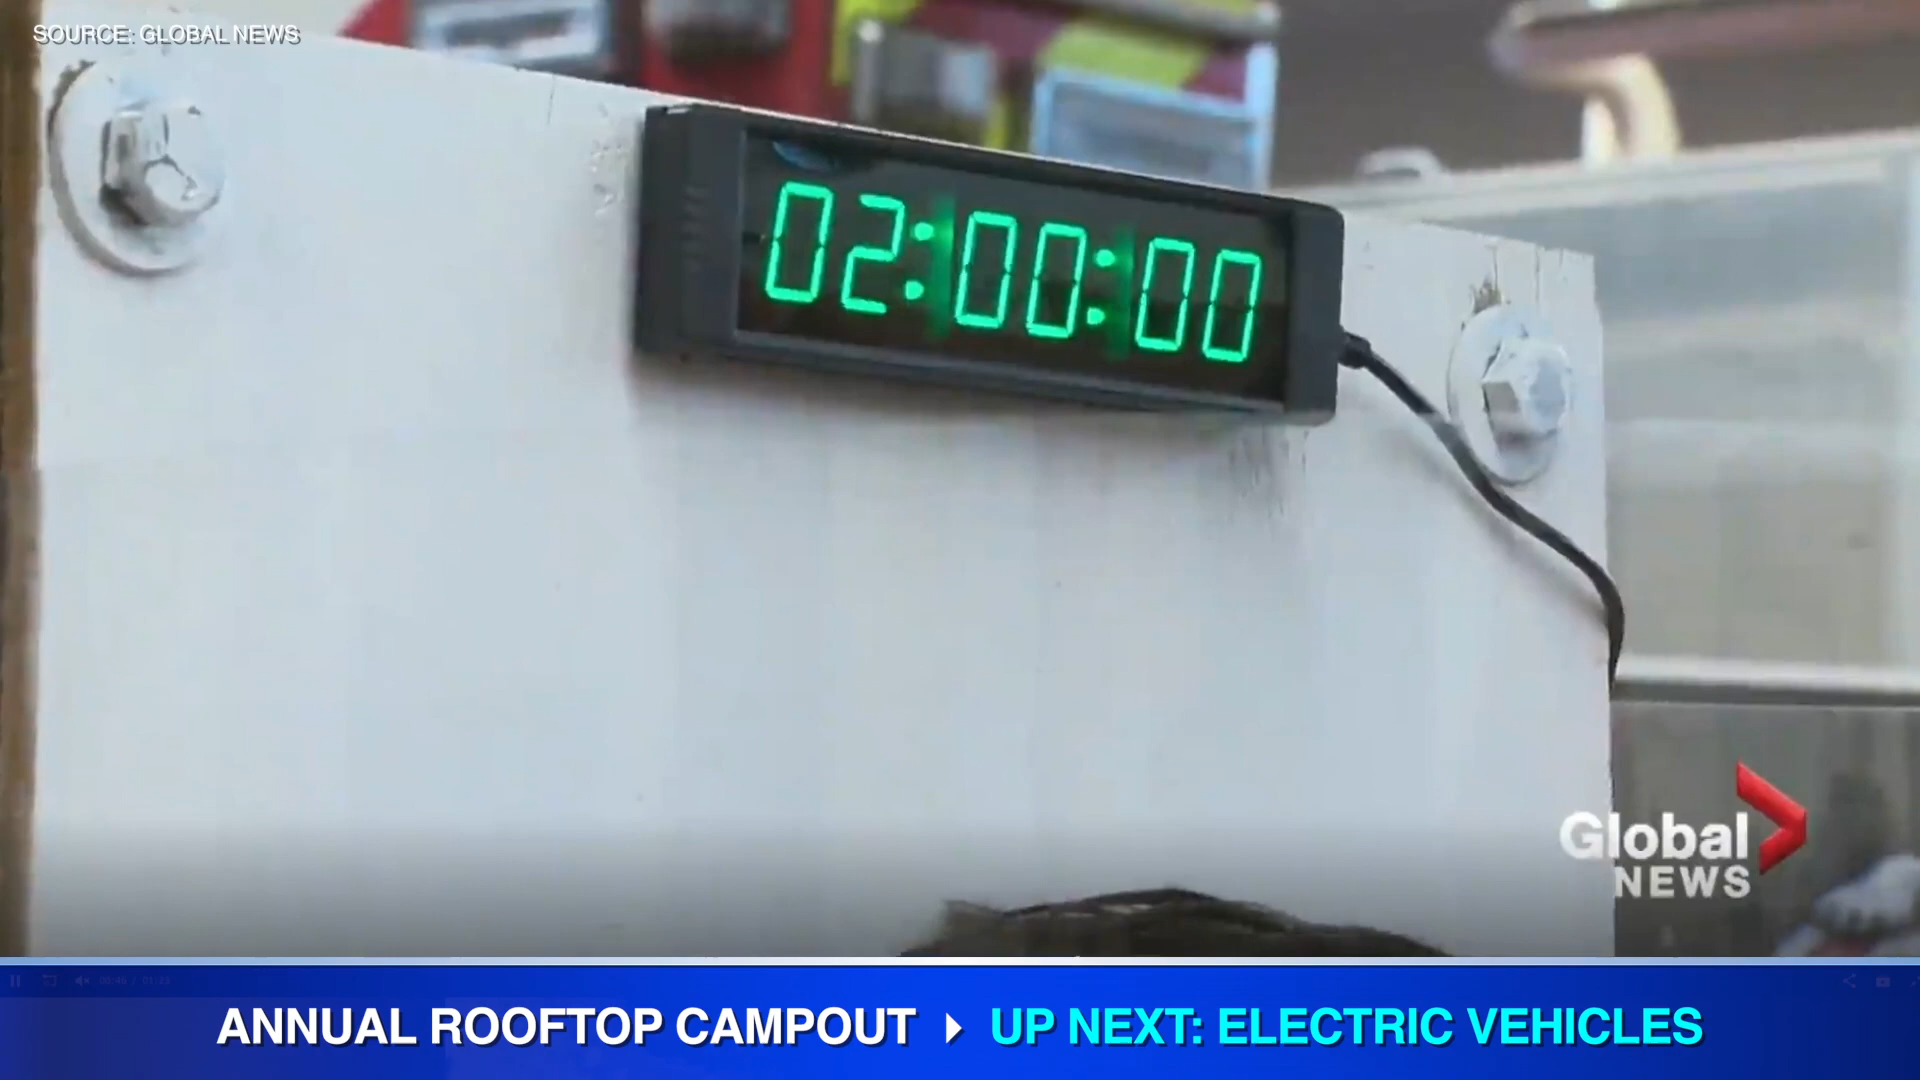 SOURCE: GLOBAL NEWS
02:00:00
Global
NEWS
ANNUAL ROOFTOP CAMPOUT ▸ UP NEXT: ELECTRIC VEHICLES